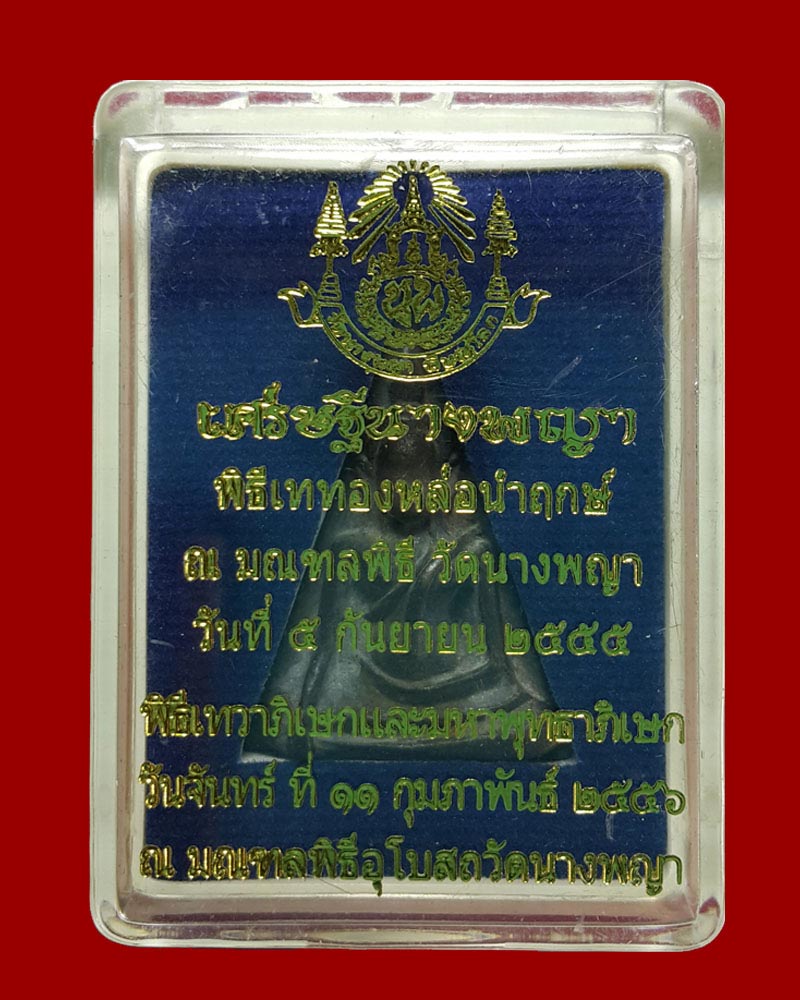 เศรษฐีนางพญา
พิธีเททองหล่อนำฤกษ์
ณ มณฑลพิธี วัดนางพญา
วันที่ ๕ กันยายน ๒๕๕๕
พิธีเทวาภิเษกและมหาพุทธาภิเษก
วันจันทร์ ที่ ๑๑ กุมภาพันธ์ ๒๕๕๖
ณ มณฑลพิธีอุโบสถวัดนางพญา